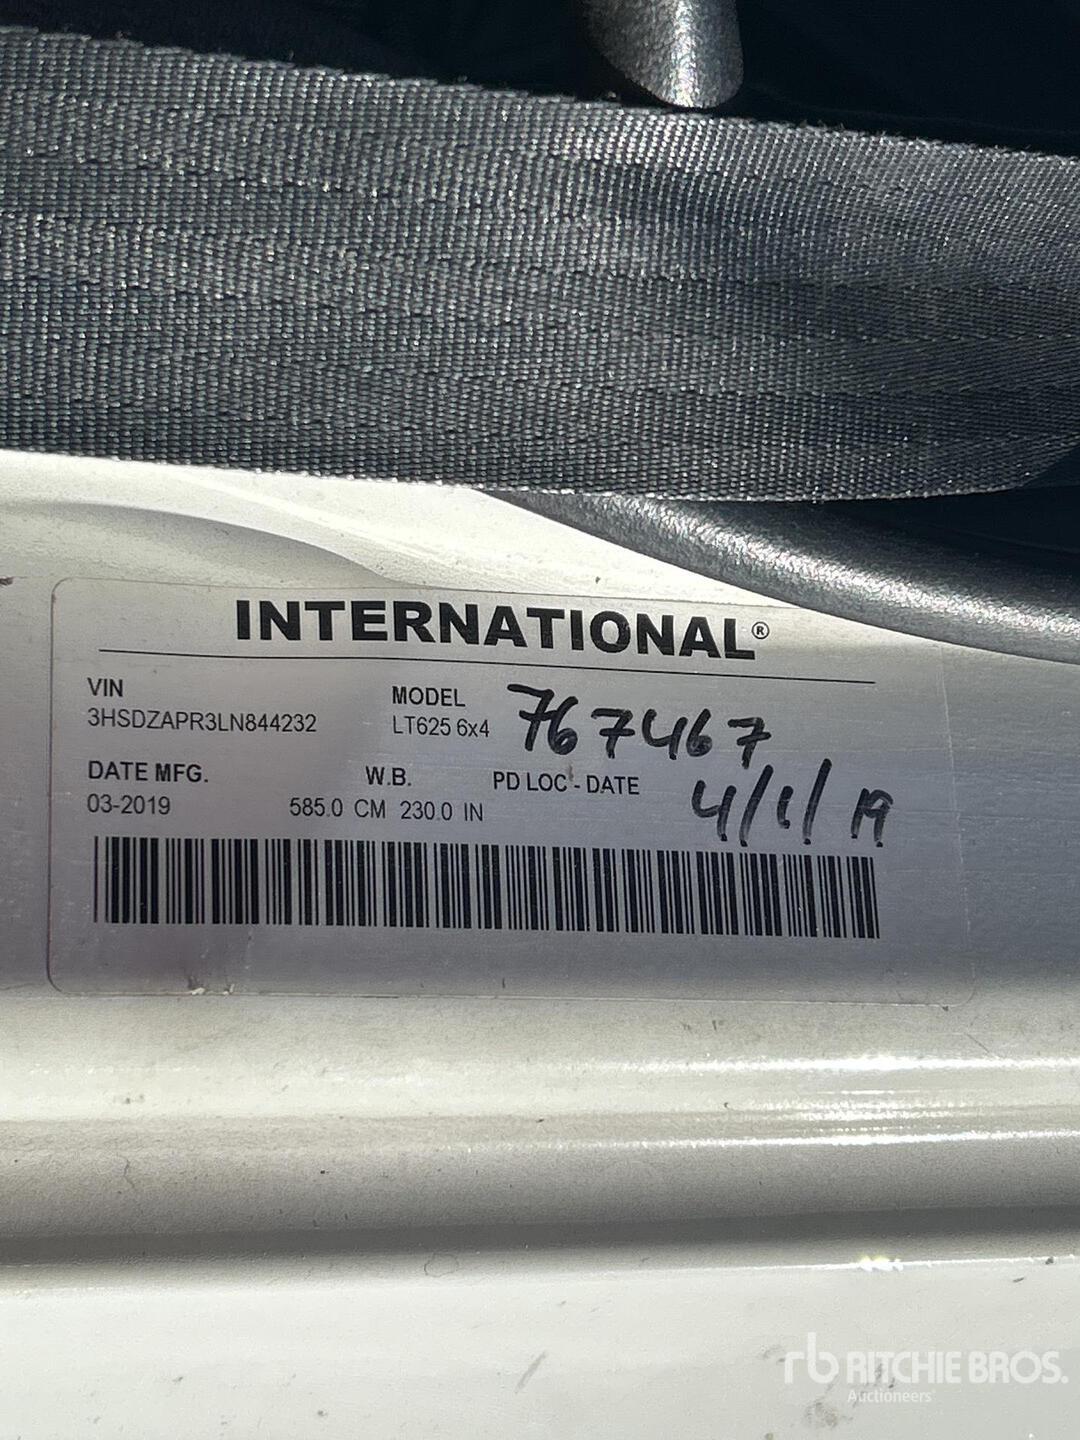 INTERNATIONAL®
VIN
3HSDZAPR3LN844232
MODEL
LT625 6x4
767467
DATE MFG.
03-2019
W.B.
585.0 CM 230.0 IN
PD LOC - DATE
4/1/19
rb RITCHIE BROS.
Auctioneers